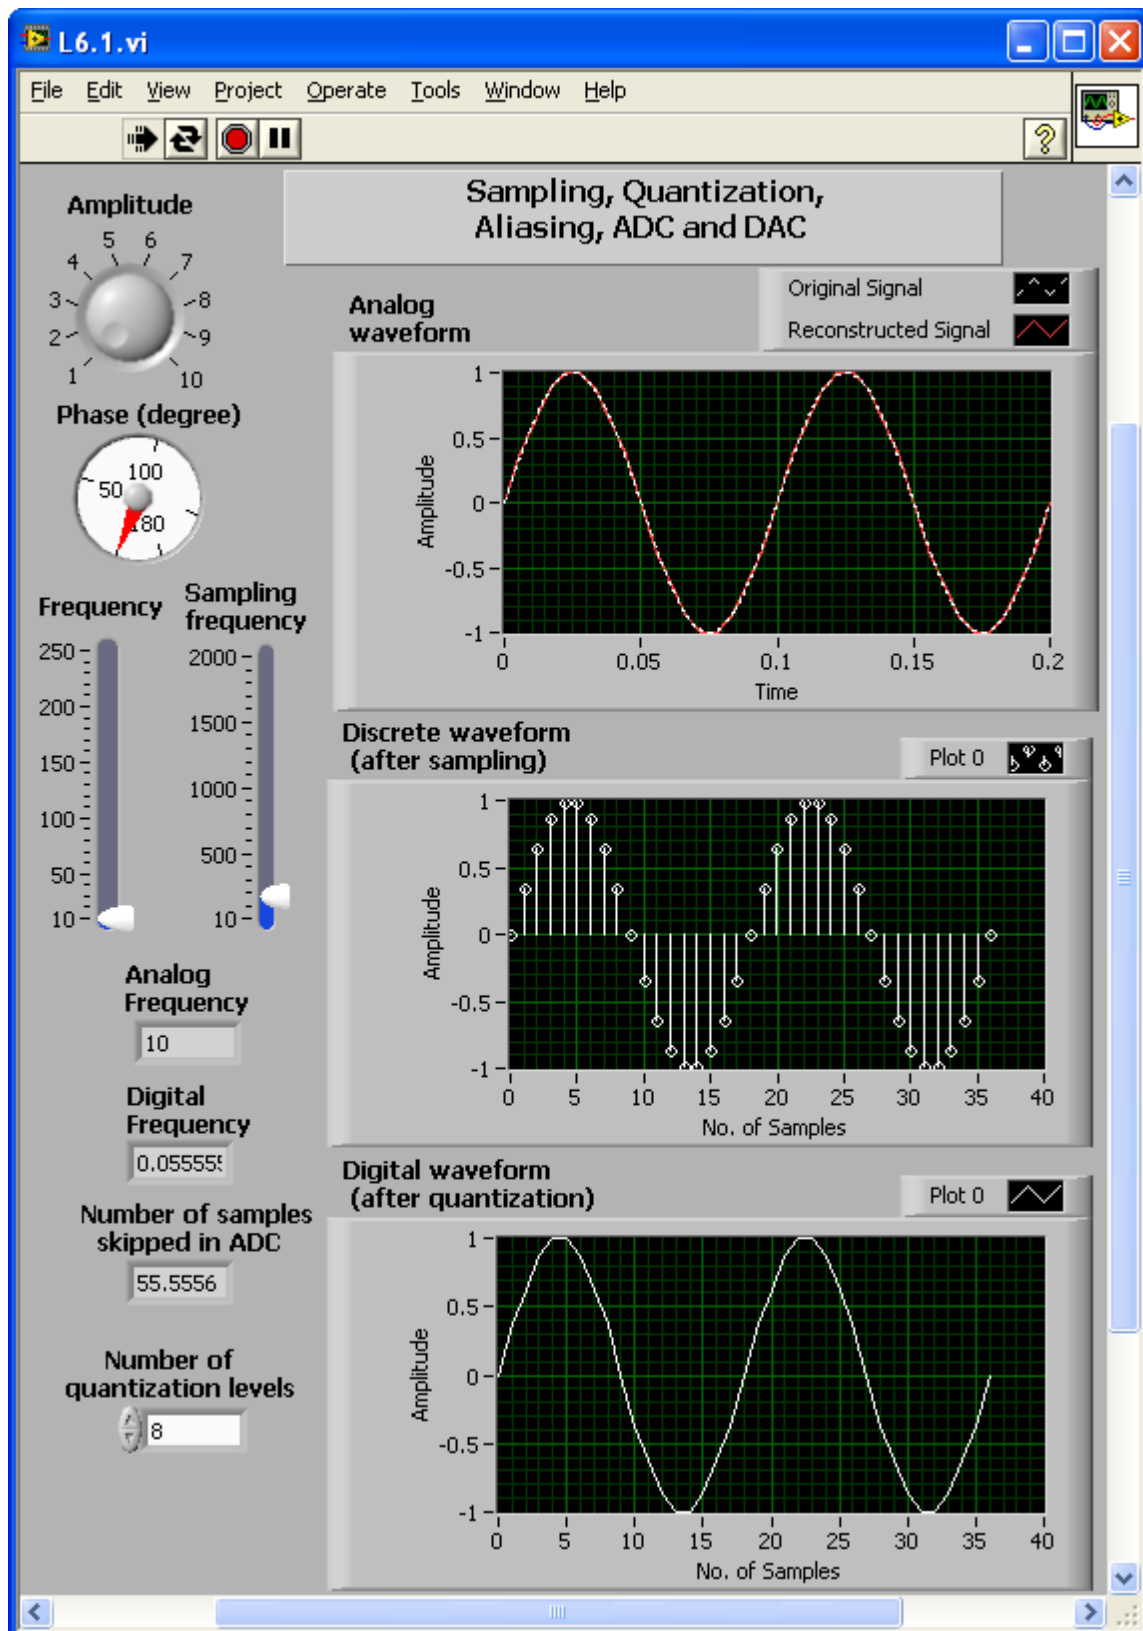 L6.1.vi
File Edit View Project Operate Tools Window Help
?
Sampling, Quantization,
Aliasing, ADC and DAC
Amplitude
1 2 3 4 5 6 7 8 9 10
Phase (degree)
50 100 180
Frequency
250
200
150
100
50
10
Sampling
frequency
2000
1500
1000
500
10
Analog
Frequency
10
Digital
Frequency
0.055555
Number of samples
skipped in ADC
55.5556
Number of
quantization levels
8
Analog
waveform
Original Signal
Reconstructed Signal
Amplitude
1
0.5
0
-0.5
-1
0 0.05 0.1 0.15 0.2
Time
Discrete waveform
(after sampling)
Plot 0
Amplitude
1
0.5
0
-0.5
-1
0 5 10 15 20 25 30 35 40
No. of Samples
Digital waveform
(after quantization)
Plot 0
Amplitude
1
0.5
0
-0.5
-1
0 5 10 15 20 25 30 35 40
No. of Samples